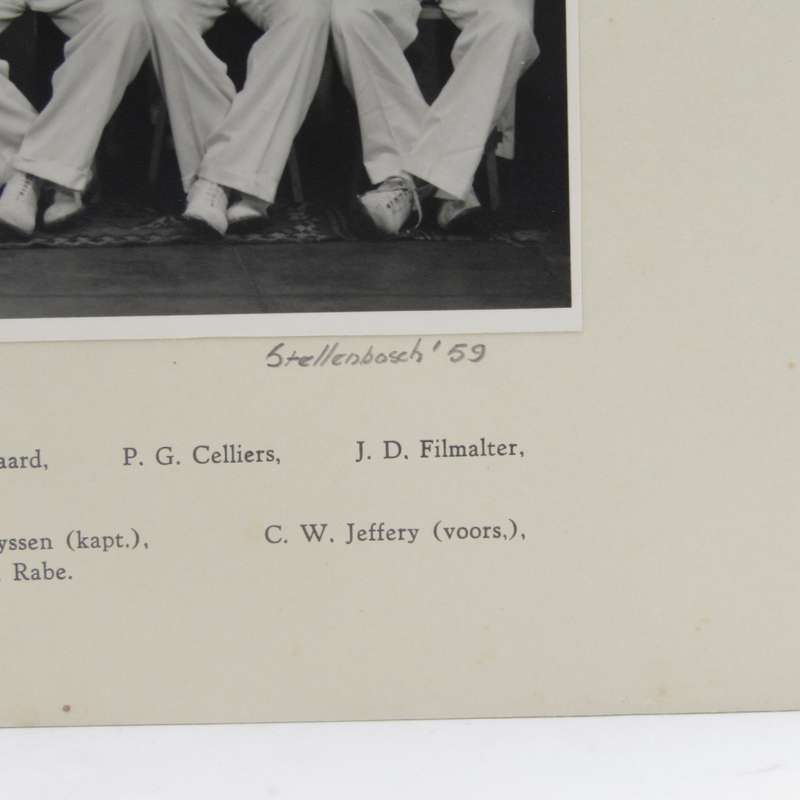 Stellenbosch '59
aard, P. G. Celliers, J. D. Filmalter,
yssen (kapt.), C. W. Jeffery (voors.),
. Rabe.